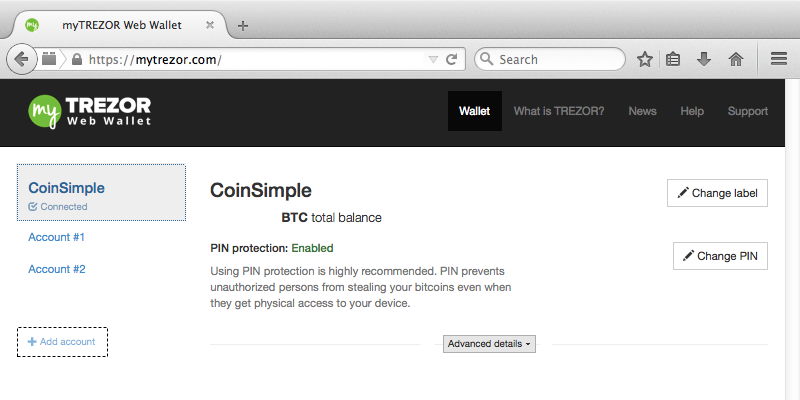 myTREZOR Web Wallet
https://mytrezor.com/
Search
my TREZOR
Web Wallet
Wallet
What is TREZOR?
News
Help
Support
CoinSimple
Connected
Account #1
Account #2
Add account
CoinSimple
Change label
BTC total balance
PIN protection: Enabled
Change PIN
Using PIN protection is highly recommended. PIN prevents
unauthorized persons from stealing your bitcoins even when
they get physical access to your device.
Advanced details